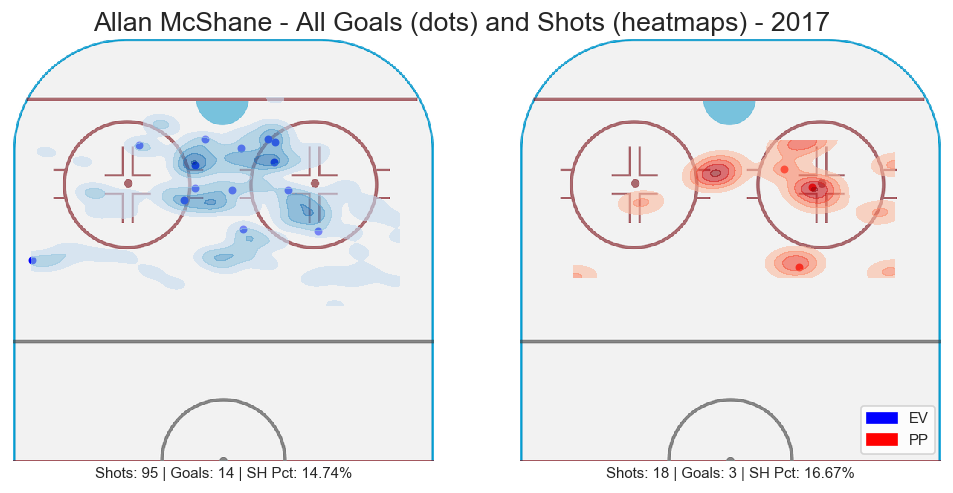 Allan McShane - All Goals (dots) and Shots (heatmaps) - 2017
EV
PP
Shots: 95 | Goals: 14 | SH Pct: 14.74%
Shots: 18 | Goals: 3 | SH Pct: 16.67%